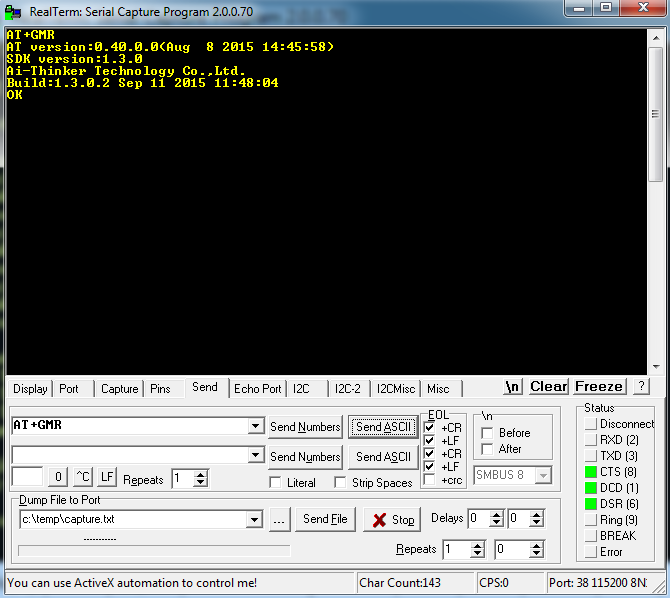 RealTerm: Serial Capture Program 2.0.0.70
AT+GMR
AT version:0.40.0.0(Aug  8 2015 14:45:58)
SDK version:1.3.0
Ai-Thinker Technology Co.,Ltd.
Build:1.3.0.2 Sep 11 2015 11:48:04
OK
Display Port Capture Pins Send Echo Port I2C I2C-2 I2CMisc Misc \n Clear Freeze ?
AT+GMR Send Numbers Send ASCII
Send Numbers Send ASCII
0 ^C LF Repeats 1 Literal Strip Spaces
EOL
+CR
+LF
+CR
+LF
+crc
\n
Before
After
SMBUS 8
Dump File to Port
c:\temp\capture.txt ... Send File Stop Delays 0 0
Repeats 1 0
Status
Disconnect
RXD (2)
TXD (3)
CTS (8)
DCD (1)
DSR (6)
Ring (9)
BREAK
Error
You can use ActiveX automation to control me! Char Count:143 CPS:0 Port: 38 115200 8N